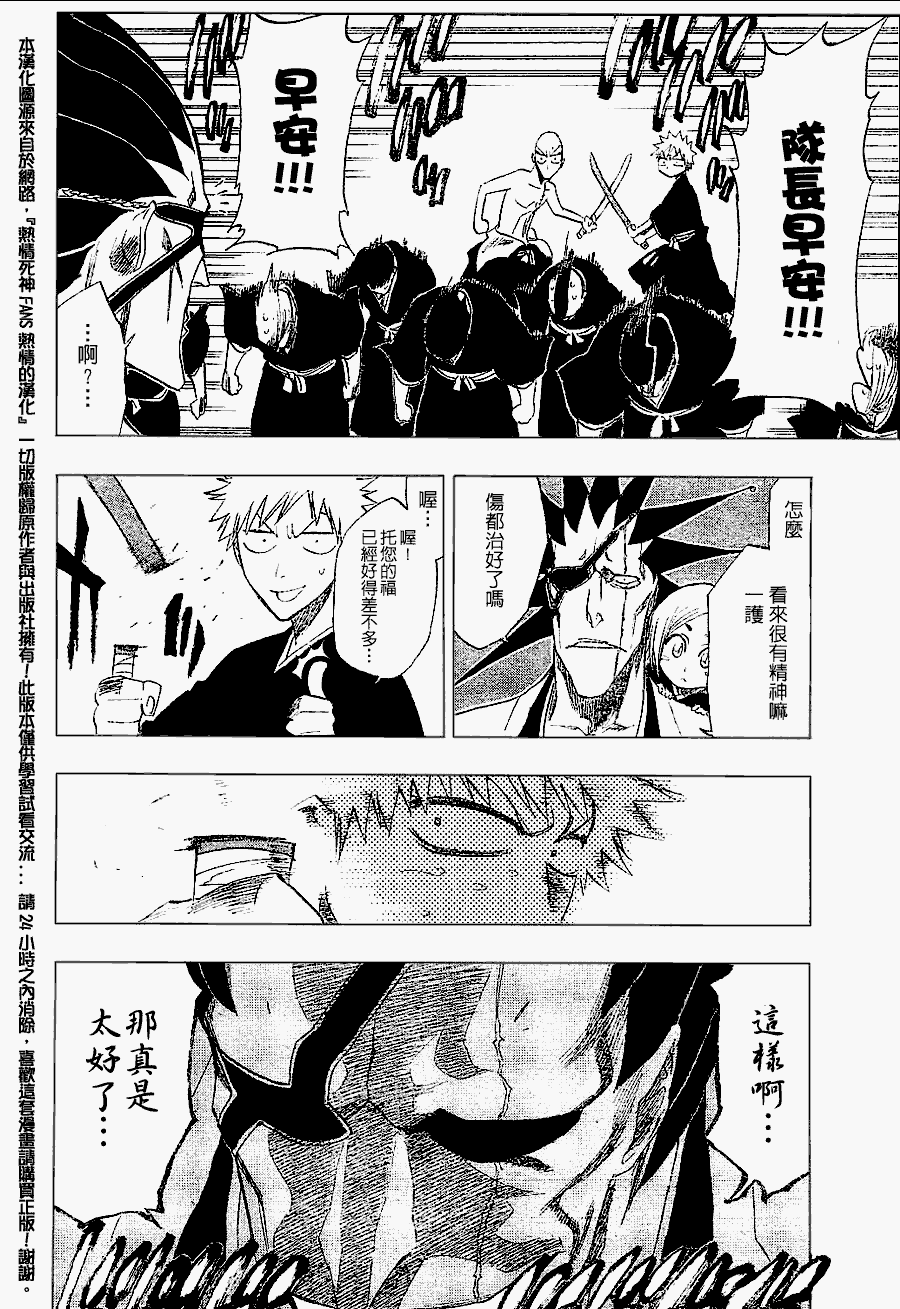 隊長早安!!!
早安!!!
…啊?…
怎麼
看來很有精神嘛
一護
傷都治好了嗎
喔…
喔!
托您的福
已經好得差不多…
這樣啊…
那真是
太好了…
本漢化圖源來自於網路,『熱情死神FANS熱情的漢化』一切版權歸原作者與出版社擁有!此版本僅供學習試看交流...請24小時之內消除,喜歡這套漫畫請購買正版!謝謝。